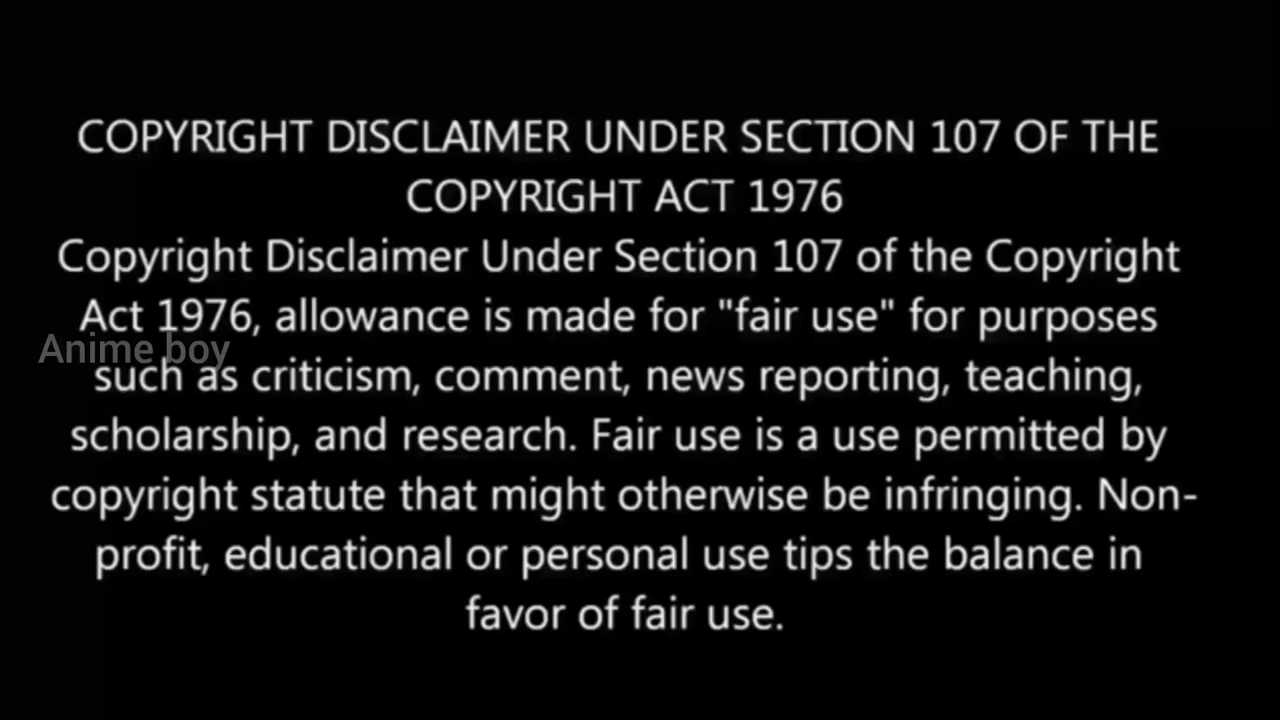 COPYRIGHT DISCLAIMER UNDER SECTION 107 OF THE
COPYRIGHT ACT 1976
Copyright Disclaimer Under Section 107 of the Copyright
Act 1976, allowance is made for "fair use" for purposes
Anime boy
such as criticism, comment, news reporting, teaching,
scholarship, and research. Fair use is a use permitted by
copyright statute that might otherwise be infringing. Non-
profit, educational or personal use tips the balance in
favor of fair use.